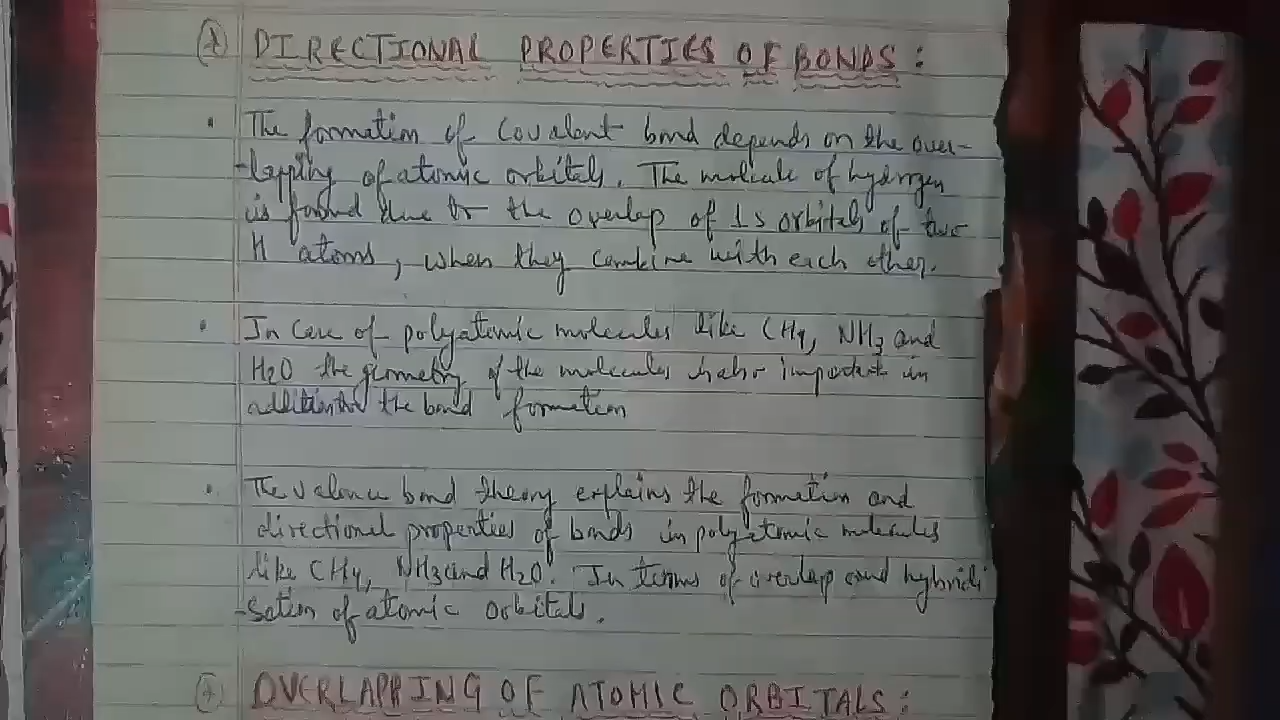 DIRECTIONAL PROPERTIES OF BONDS :
• The formation of Covalent bond depends on the over-
-lapping of atomic orbitals. The molecule of hydrogen
is formed due to the overlap of 1s orbitals of two
H atoms, when they combine with each other.
• In case of polyatomic molecules like CH4, NH3 and
H2O the geometry of the molecules is also important in
addition to the bond formation
• The valence bond theory explains the formation and
directional properties of bonds in polyatomic molecules
like CH4, NH3 and H2O. In terms of overlap and hybridi
-sation of atomic orbitals.
OVERLAPPING OF ATOMIC ORBITALS :